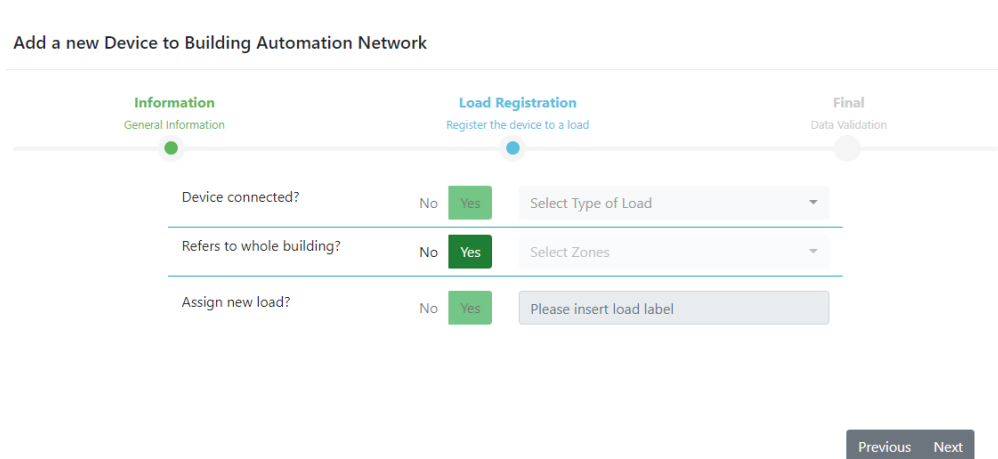 Add a new Device to Building Automation Network
Information
Load Registration
Final
General Information
Register the device to a load
Data Validation
Device connected?
No
Yes
Select Type of Load
Refers to whole building?
No
Yes
Select Zones
Assign new load?
No
Yes
Please insert load label
Previous
Next